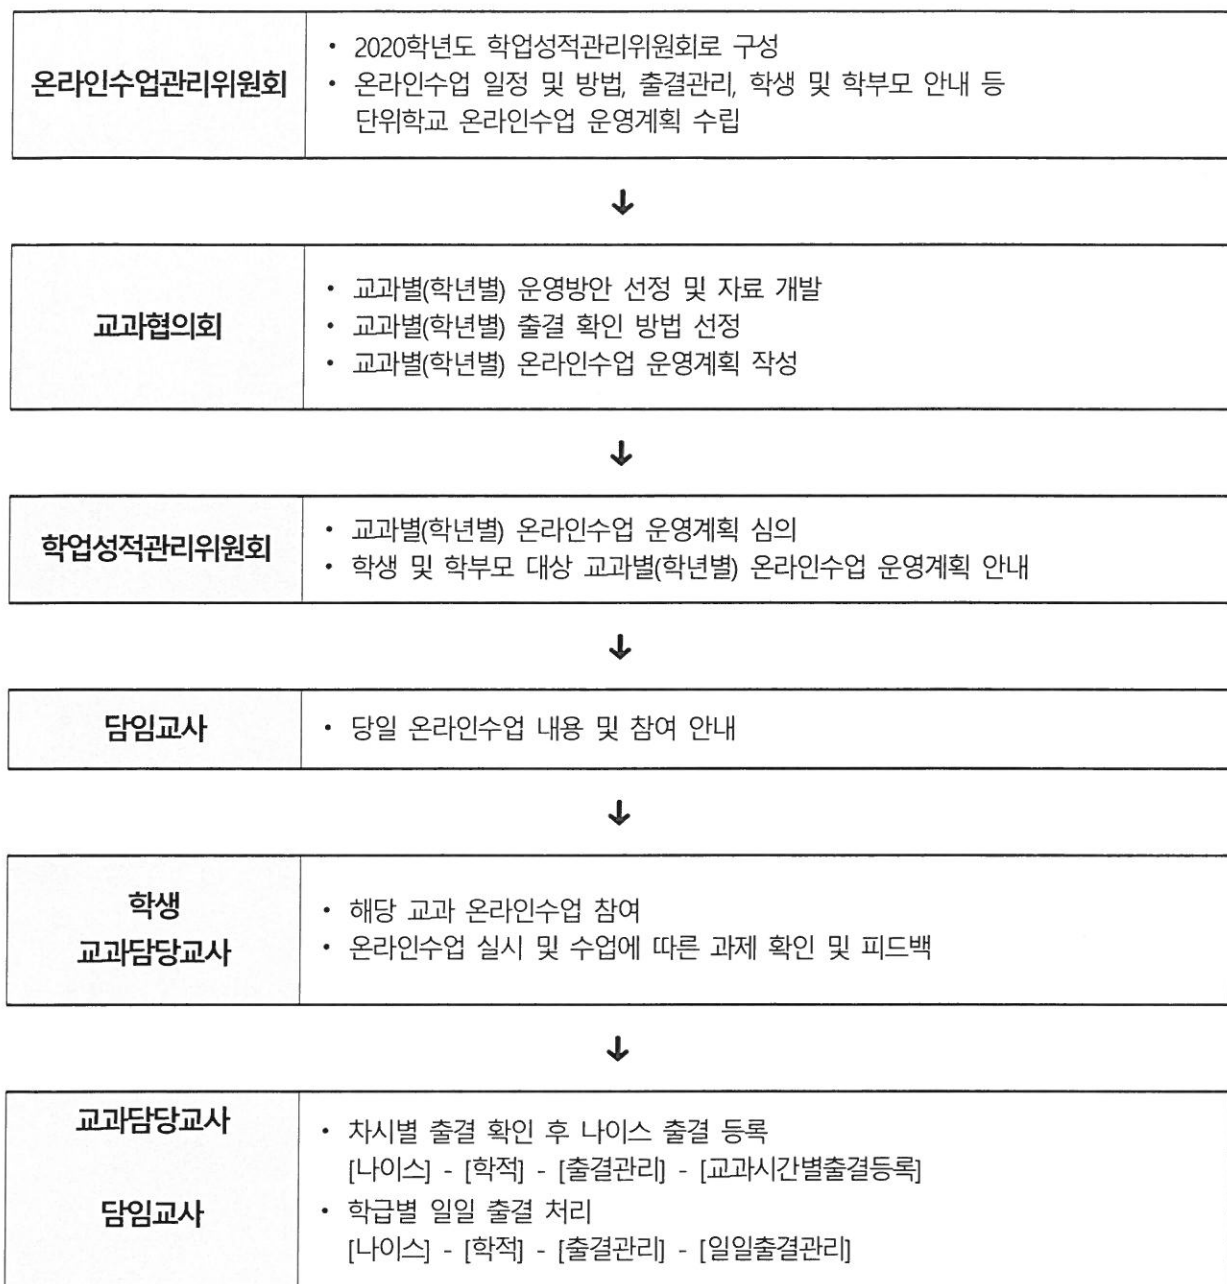 온라인수업관리위원회
• 2020학년도 학업성적관리위원회로 구성
• 온라인수업 일정 및 방법, 출결관리, 학생 및 학부모 안내 등
단위학교 온라인수업 운영계획 수립
↓
교과협의회
• 교과별(학년별) 운영방안 선정 및 자료 개발
• 교과별(학년별) 출결 확인 방법 선정
• 교과별(학년별) 온라인수업 운영계획 작성
↓
학업성적관리위원회
• 교과별(학년별) 온라인수업 운영계획 심의
• 학생 및 학부모 대상 교과별(학년별) 온라인수업 운영계획 안내
↓
담임교사
• 당일 온라인수업 내용 및 참여 안내
↓
학생
교과담당교사
• 해당 교과 온라인수업 참여
• 온라인수업 실시 및 수업에 따른 과제 확인 및 피드백
↓
교과담당교사
• 차시별 출결 확인 후 나이스 출결 등록
[나이스] - [학적] - [출결관리] - [교과시간별출결등록]
담임교사
• 학급별 일일 출결 처리
[나이스] - [학적] - [출결관리] - [일일출결관리]